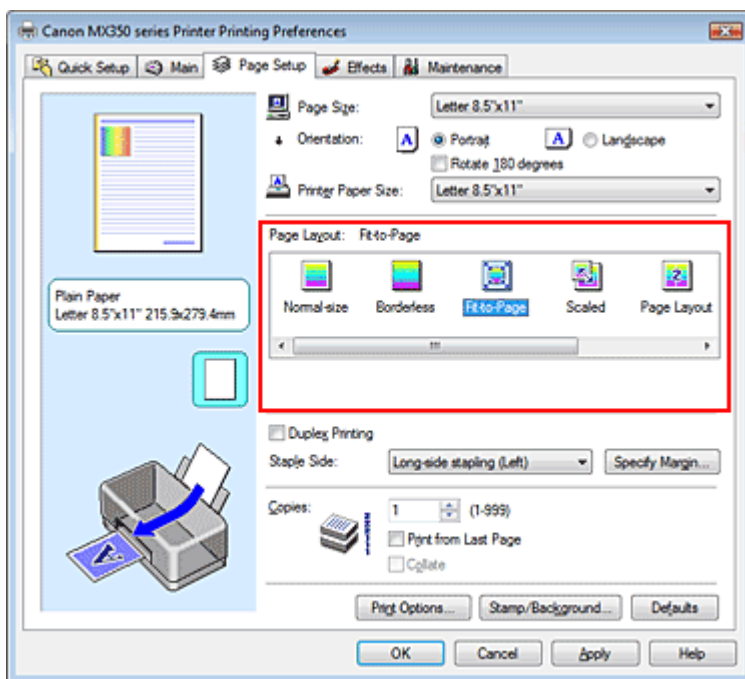 Canon MX350 series Printer Printing Preferences
Quick Setup Main Page Setup Effects Maintenance
Page Size: Letter 8.5"x11"
Orientation: A Portrait A Landscape
Rotate 180 degrees
Printer Paper Size: Letter 8.5"x11"
Page Layout: Fit-to-Page
Normal-size Borderless Fit-to-Page Scaled Page Layout
Plain Paper
Letter 8.5"x11" 215.9x279.4mm
Duplex Printing
Staple Side: Long-side stapling (Left) Specify Margin...
Copies: 1 (1-999)
Print from Last Page
Collate
A
Print Options... Stamp/Background... Defaults
OK Cancel Apply Help